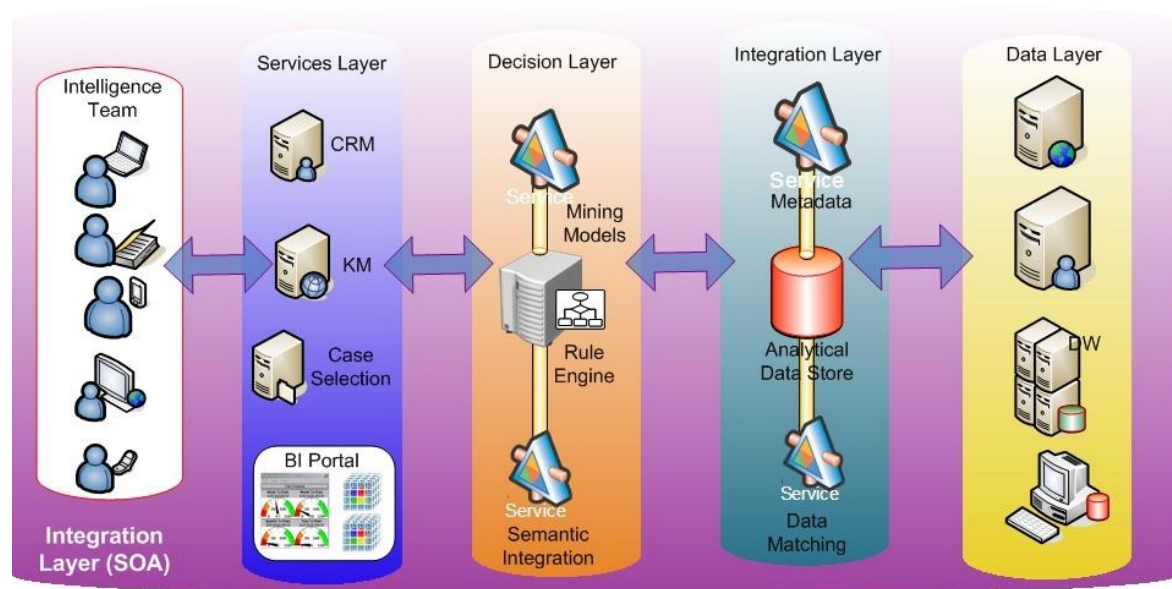 Intelligence
Team
Integration
Layer (SOA)
Services Layer
CRM
KM
Case
Selection
BI Portal
Decision Layer
Service
Mining
Models
Rule
Engine
Service
Semantic
Integration
Integration Layer
Service
Metadata
Analytical
Data Store
Service
Data
Matching
Data Layer
DW